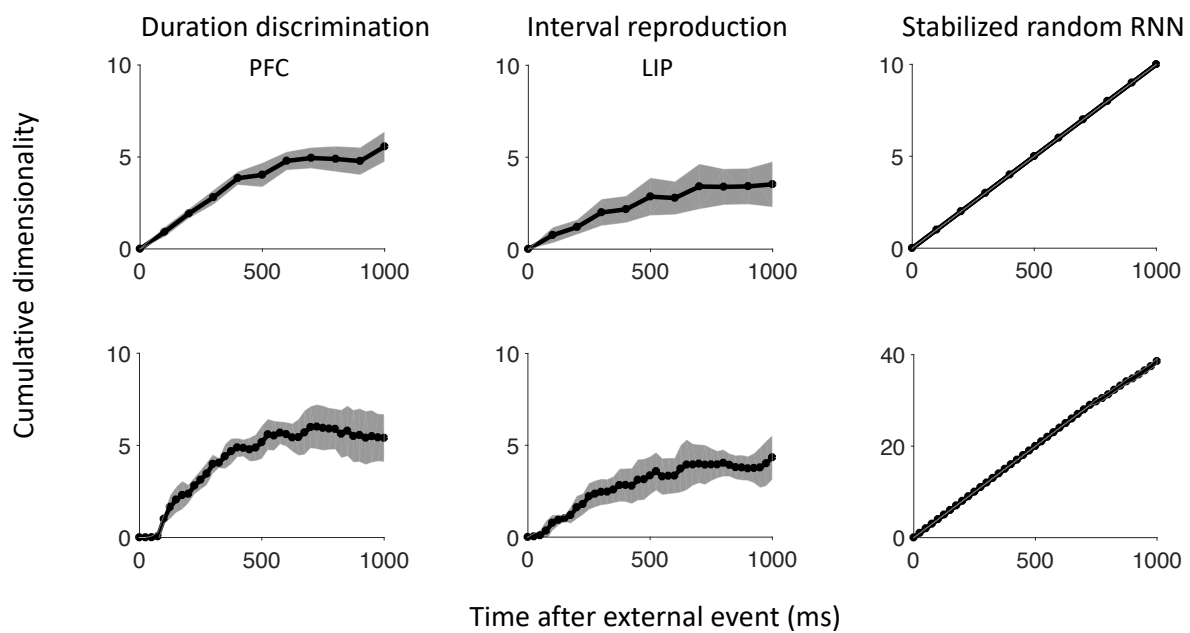 Duration discrimination
Interval reproduction
Stabilized random RNN
PFC
LIP
Cumulative dimensionality
10
5
0
0 500 1000
10
5
0
0 500 1000
10
5
0
0 500 1000
10
5
0
0 500 1000
10
5
0
0 500 1000
40
20
0
0 500 1000
Time after external event (ms)